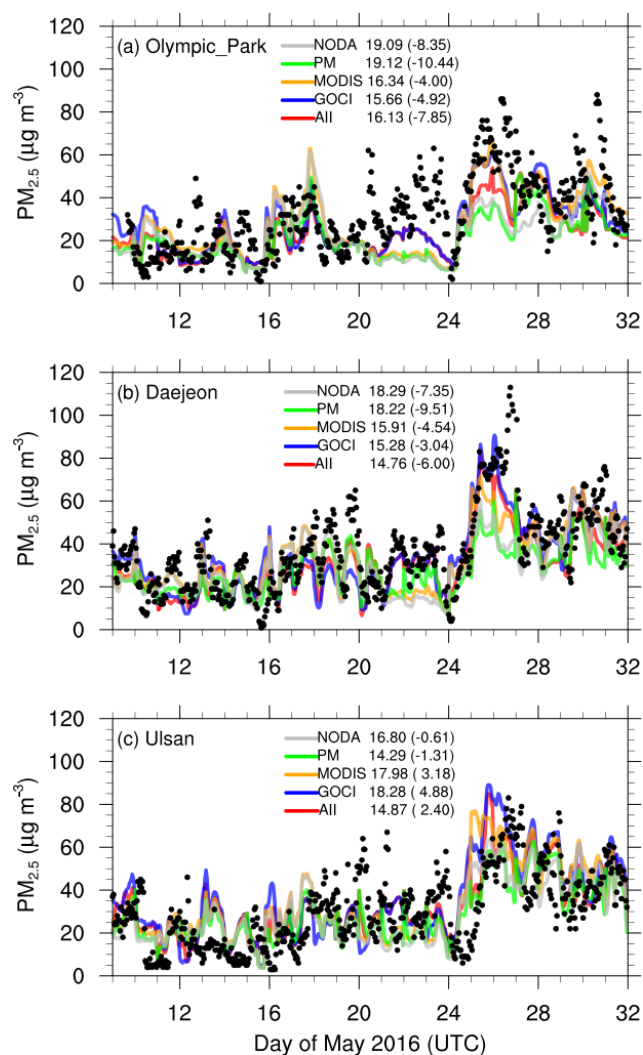 120
(a) Olympic_Park
NODA 19.09 (-8.35)
100
PM 19.12 (-10.44)
MODIS 16.34 (-4.00)
80
GOCI 15.66 (-4.92)
All 16.13 (-7.85)
60
40
20
0
PM2.5 (µg m−3)
12 16 20 24 28 32
120
(b) Daejeon
NODA 18.29 (-7.35)
100
PM 18.22 (-9.51)
MODIS 15.91 (-4.54)
80
GOCI 15.28 (-3.04)
All 14.76 (-6.00)
60
40
20
0
PM2.5 (µg m−3)
12 16 20 24 28 32
120
(c) Ulsan
NODA 16.80 (-0.61)
100
PM 14.29 (-1.31)
MODIS 17.98 ( 3.18)
80
GOCI 18.28 ( 4.88)
All 14.87 ( 2.40)
60
40
20
0
PM2.5 (µg m−3)
12 16 20 24 28 32
Day of May 2016 (UTC)